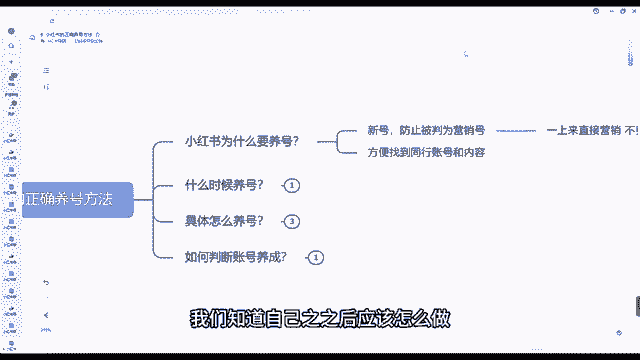 小红书为什么要养号?
新号,防止被判为营销号
一上来直接营销 不!
方便找到同行账号和内容
什么时候养号?
1
正确养号方法
具体怎么养号?
3
如何判断账号养成?
1
我们知道自己之之后应该怎么做